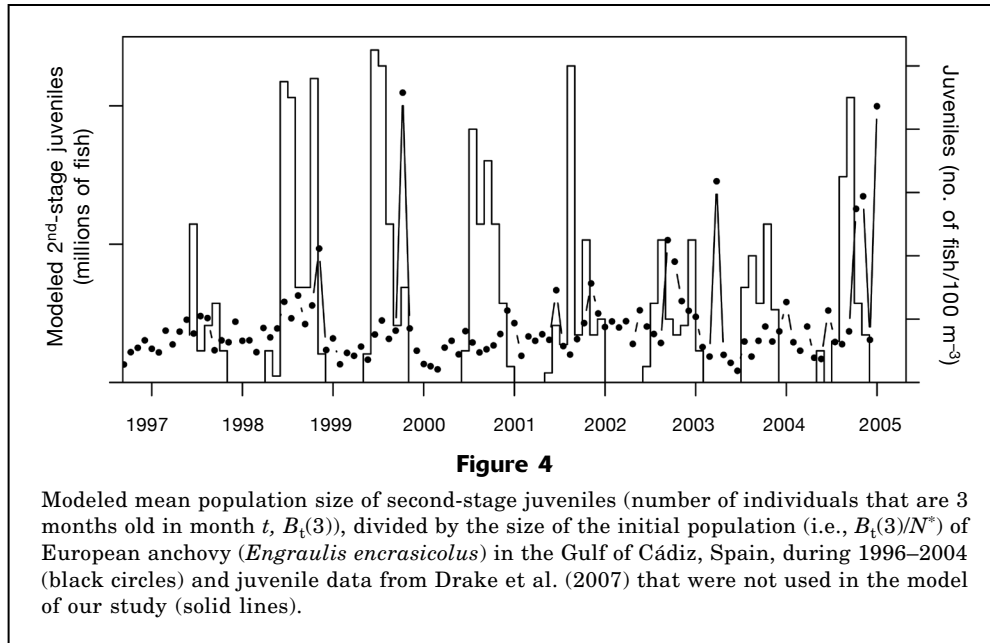 Modeled 2nd-stage juveniles
(millions of fish)
Juveniles (no. of fish/100 m–3)
1997 1998 1999 2000 2001 2002 2003 2004 2005
Figure 4
Modeled mean population size of second-stage juveniles (number of individuals that are 3
months old in month t, Bt(3)), divided by the size of the initial population (i.e., Bt(3)/N*) of
European anchovy (Engraulis encrasicolus) in the Gulf of Cádiz, Spain, during 1996–2004
(black circles) and juvenile data from Drake et al. (2007) that were not used in the model
of our study (solid lines).